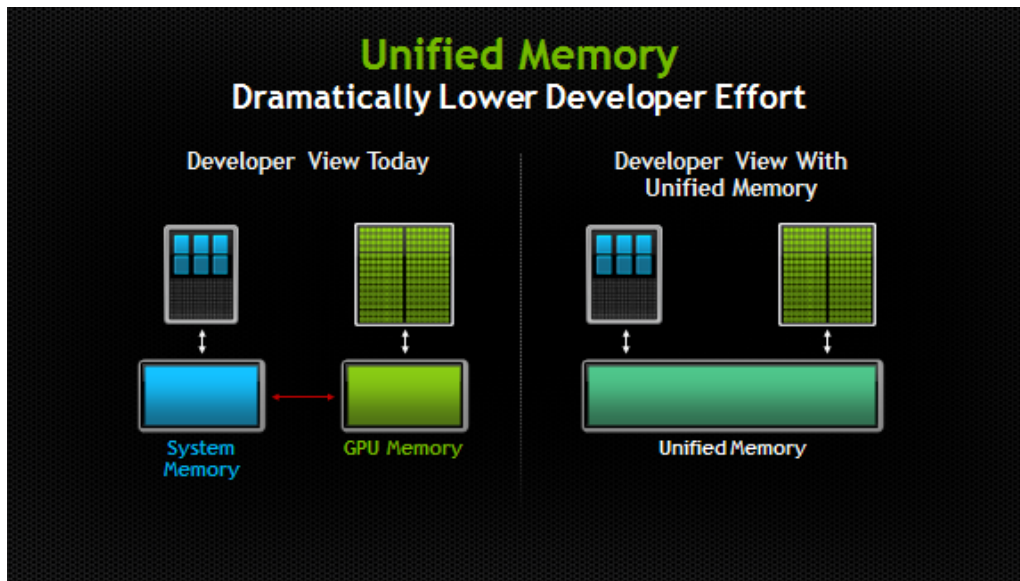 Unified Memory
Dramatically Lower Developer Effort
Developer View Today
Developer View With
Unified Memory
System
Memory
GPU Memory
Unified Memory